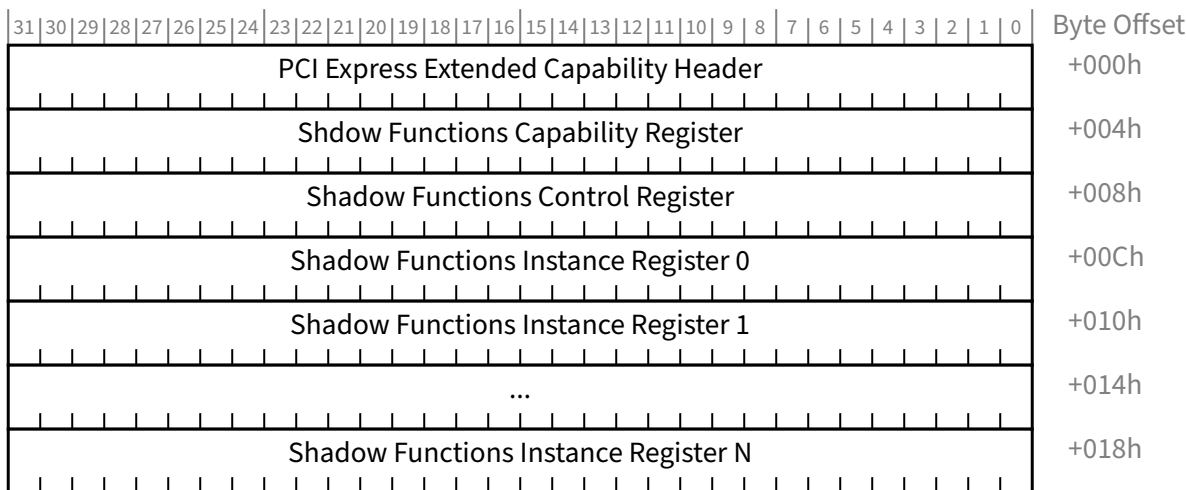 31 30 29 28 27 26 25 24 23 22 21 20 19 18 17 16 15 14 13 12 11 10 9 8 7 6 5 4 3 2 1 0 Byte Offset
PCI Express Extended Capability Header +000h
Shdow Functions Capability Register +004h
Shadow Functions Control Register +008h
Shadow Functions Instance Register 0 +00Ch
Shadow Functions Instance Register 1 +010h
... +014h
Shadow Functions Instance Register N +018h